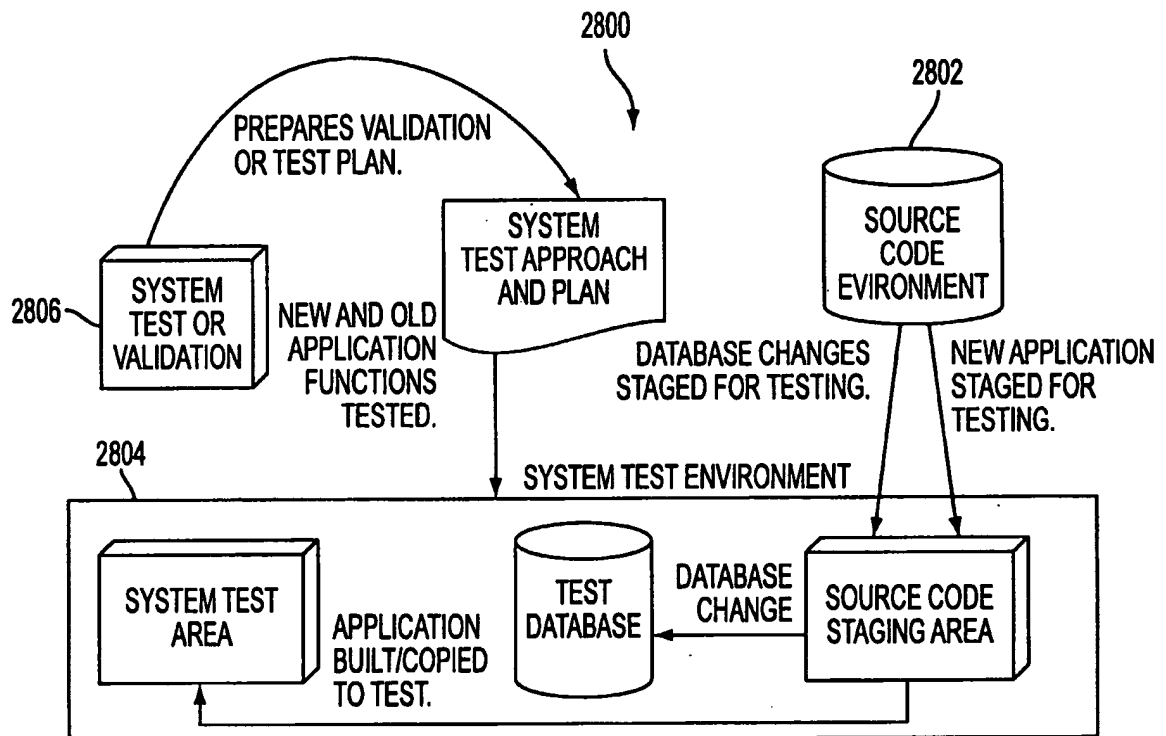 2800
2802
PREPARES VALIDATION
OR TEST PLAN.
SYSTEM
TEST APPROACH
AND PLAN
SOURCE
CODE
EVIRONMENT
2806
SYSTEM
TEST OR
VALIDATION
NEW AND OLD
APPLICATION
FUNCTIONS
TESTED.
DATABASE CHANGES
STAGED FOR TESTING.
NEW APPLICATION
STAGED FOR
TESTING.
2804
SYSTEM TEST ENVIRONMENT
SYSTEM TEST
AREA
APPLICATION
BUILT/COPIED
TO TEST.
TEST
DATABASE
DATABASE
CHANGE
SOURCE CODE
STAGING AREA